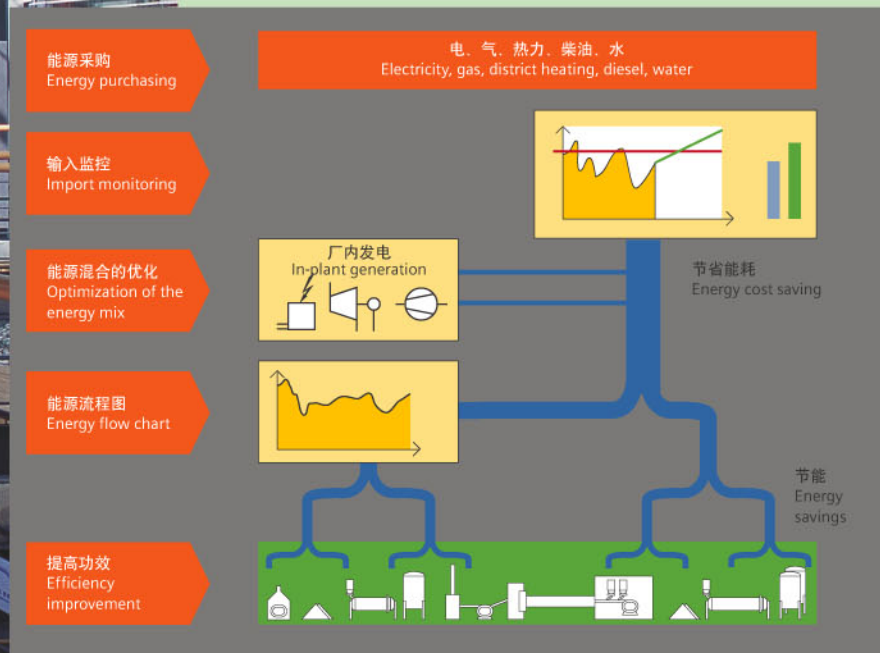 能源采购
Energy purchasing
电、气、热力、柴油、水
Electricity, gas, district heating, diesel, water
输入监控
Import monitoring
能源混合的优化
Optimization of the
energy mix
厂内发电
In-plant generation
节省能耗
Energy cost saving
能源流程图
Energy flow chart
节能
Energy
savings
提高功效
Efficiency
improvement